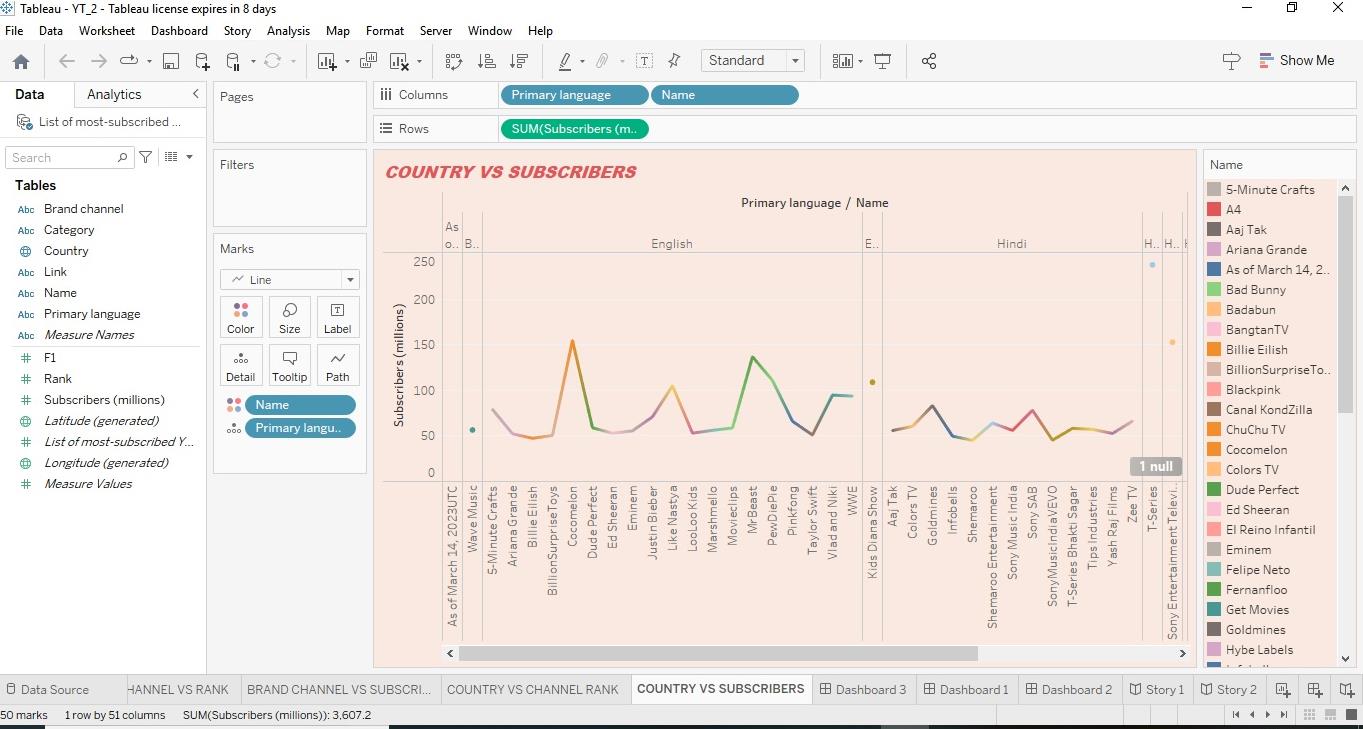 Tableau - YT_2 - Tableau license expires in 8 days
File Data Worksheet Dashboard Story Analysis Map Format Server Window Help
Standard
Show Me
Data Analytics
List of most-subscribed ...
Search
Tables
Abc Brand channel
Abc Category
Country
Abc Link
Abc Name
Abc Primary language
Abc Measure Names
F1
Rank
Subscribers (millions)
Latitude (generated)
List of most-subscribed Y...
Longitude (generated)
Measure Values
Pages
Filters
Marks
Line
Color Size Label
Detail Tooltip Path
Name
Primary langu..
Columns Primary language Name
Rows SUM(Subscribers (m..
COUNTRY VS SUBSCRIBERS
Primary language / Name
As
o.. B.. English E.. Hindi H.. H..
Subscribers (millions)
250
200
150
100
50
0
1 null
As of March 14, 2023UTC
Wave Music
5-Minute Crafts
Ariana Grande
Billie Eilish
BillionSurpriseToys
Cocomelon
Dude Perfect
Ed Sheeran
Eminem
Justin Bieber
Like Nastya
LooLoo Kids
Marshmello
Movieclips
MrBeast
PewDiePie
Pinkfong
Taylor Swift
Vlad and Niki
WWE
Kids Diana Show
Aaj Tak
Colors TV
Goldmines
Infobells
Shemaroo
Shemaroo Entertainment
Sony Music India
Sony SAB
SonyMusicIndiaVEVO
T-Series Bhakti Sagar
Tips Industries
Yash Raj Films
Zee TV
T-Series
Sony Entertainment Televi..
Name
5-Minute Crafts
A4
Aaj Tak
Ariana Grande
As of March 14, 2..
Bad Bunny
Badabun
BangtanTV
Billie Eilish
BillionSurpriseTo..
Blackpink
Canal KondZilla
ChuChu TV
Cocomelon
Colors TV
Dude Perfect
Ed Sheeran
El Reino Infantil
Eminem
Felipe Neto
Fernanfloo
Get Movies
Goldmines
Hybe Labels
Data Source HANNEL VS RANK BRAND CHANNEL VS SUBSCRI... COUNTRY VS CHANNEL RANK COUNTRY VS SUBSCRIBERS Dashboard 3 Dashboard 1 Dashboard 2 Story 1 Story 2
50 marks 1 row by 51 columns SUM(Subscribers (millions)): 3,607.2